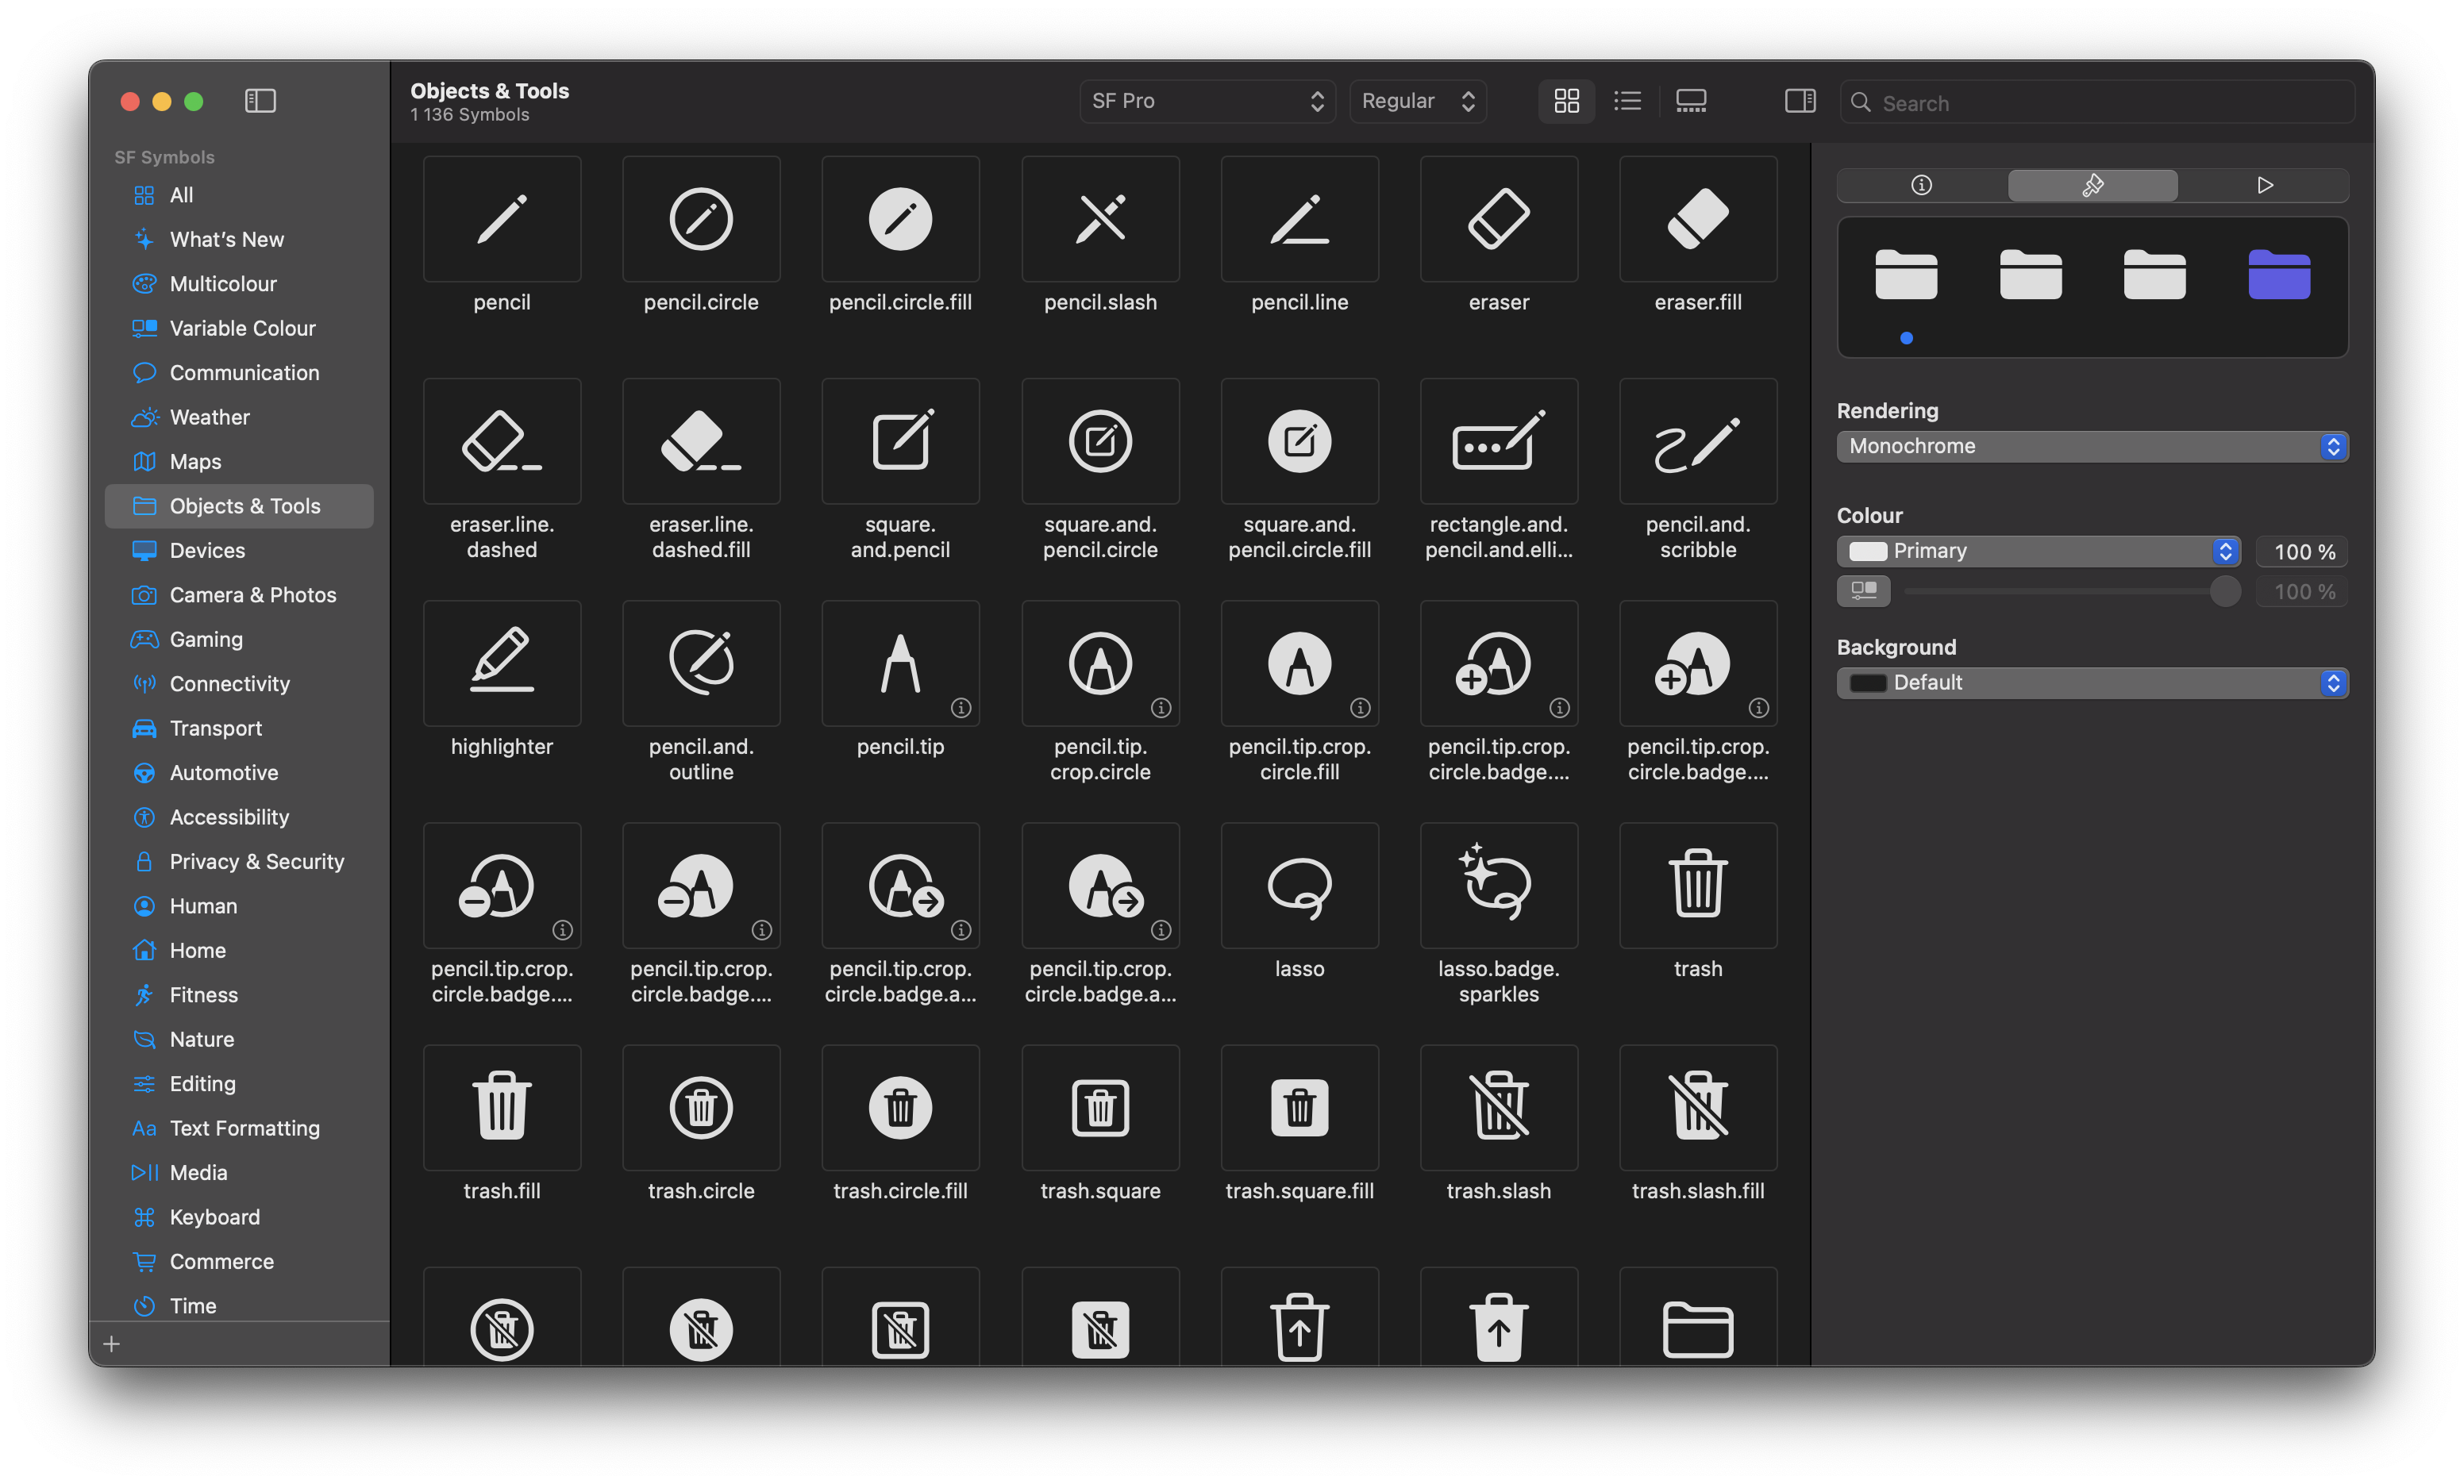 Objects & Tools
1 136 Symbols
SF Pro
Regular
Search
SF Symbols
All
What's New
Multicolour
Variable Colour
Communication
Weather
Maps
Objects & Tools
Devices
Camera & Photos
Gaming
Connectivity
Transport
Automotive
Accessibility
Privacy & Security
Human
Home
Fitness
Nature
Editing
Aa Text Formatting
Media
Keyboard
Commerce
Time
pencil
pencil.circle
pencil.circle.fill
pencil.slash
pencil.line
eraser
eraser.fill
eraser.line.
dashed
eraser.line.
dashed.fill
square.
and.pencil
square.and.
pencil.circle
square.and.
pencil.circle.fill
rectangle.and.
pencil.and.elli...
pencil.and.
scribble
highlighter
pencil.and.
outline
pencil.tip
pencil.tip.
crop.circle
pencil.tip.crop.
circle.fill
pencil.tip.crop.
circle.badge....
pencil.tip.crop.
circle.badge....
pencil.tip.crop.
circle.badge....
pencil.tip.crop.
circle.badge....
pencil.tip.crop.
circle.badge.a...
pencil.tip.crop.
circle.badge.a...
lasso
lasso.badge.
sparkles
trash
trash.fill
trash.circle
trash.circle.fill
trash.square
trash.square.fill
trash.slash
trash.slash.fill
Rendering
Monochrome
Colour
Primary
100 %
100 %
Background
Default